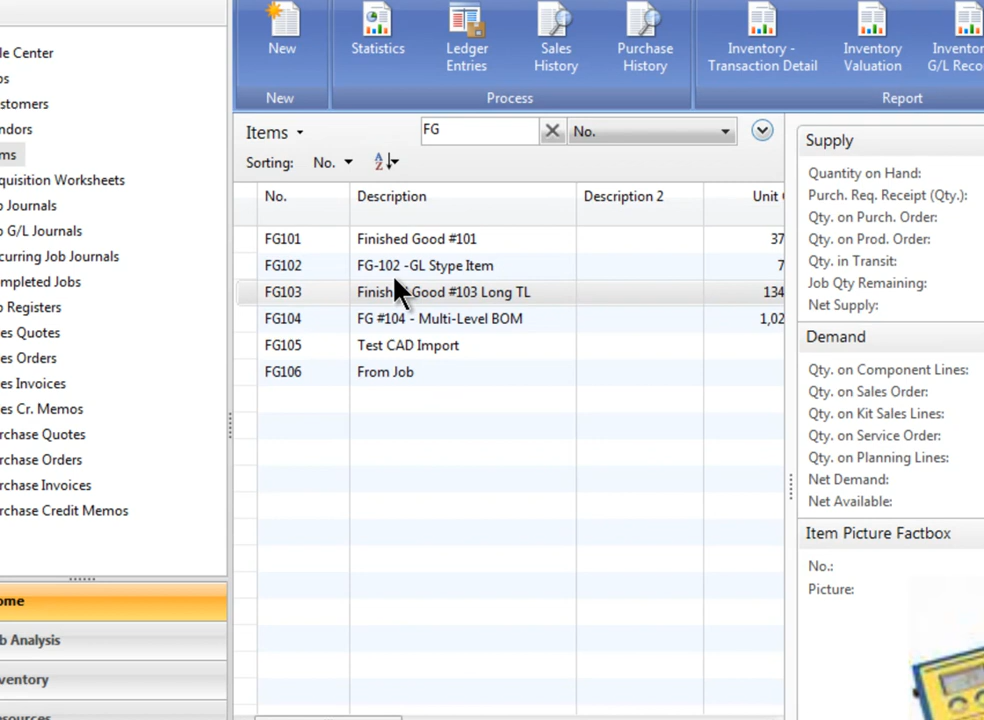 le Center
os
stomers
ndors
ms
quisition Worksheets
b Journals
b G/L Journals
curring Job Journals
mpleted Jobs
b Registers
es Quotes
es Orders
es Invoices
es Cr. Memos
rchase Quotes
rchase Orders
rchase Invoices
rchase Credit Memos
ome
b Analysis
ventory
esources
New
Statistics
Ledger
Entries
Sales
History
Purchase
History
Inventory -
Transaction Detail
Inventory
Valuation
Inventor
G/L Reco
New
Process
Report
Items
FG
No.
Sorting: No.
No. Description Description 2 Unit
FG101 Finished Good #101 37
FG102 FG-102 -GL Stype Item 7
FG103 Finish Good #103 Long TL 134
FG104 FG #104 - Multi-Level BOM 1,02
FG105 Test CAD Import
FG106 From Job
Supply
Quantity on Hand:
Purch. Req. Receipt (Qty.):
Qty. on Purch. Order:
Qty. on Prod. Order:
Qty. in Transit:
Job Qty Remaining:
Net Supply:
Demand
Qty. on Component Lines:
Qty. on Sales Order:
Qty. on Kit Sales Lines:
Qty. on Service Order:
Qty. on Planning Lines:
Net Demand:
Net Available:
Item Picture Factbox
No.:
Picture: